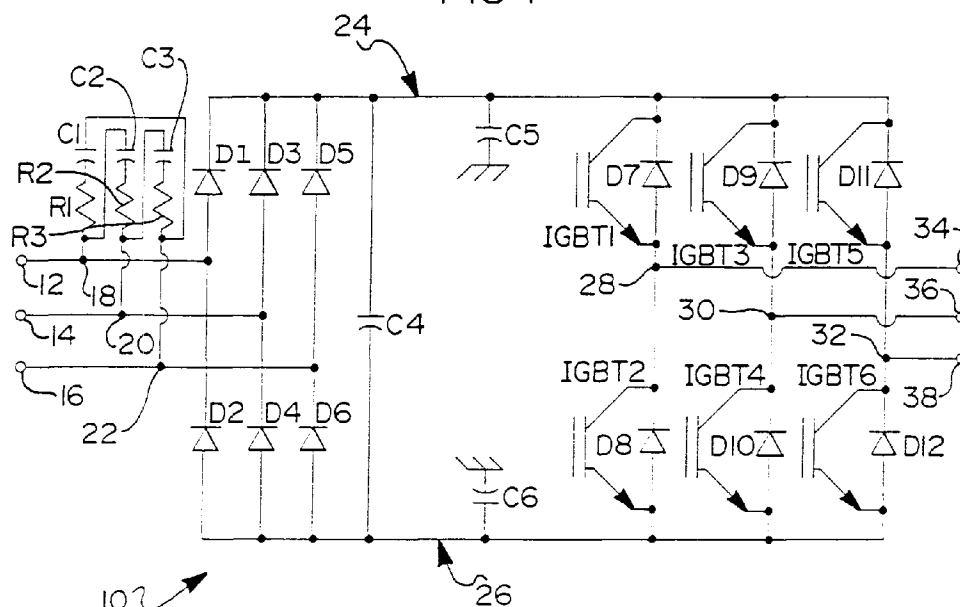 24
C2
C3
C1
D1
D3
D5
C5
R2
R1
R3
D7
D9
D11
IGBT1
IGBT3
IGBT5
34
12
18
28
36
14
20
C4
30
32
16
22
IGBT2
IGBT4
IGBT6
38
D2
D4
D6
D8
D10
D12
C6
26